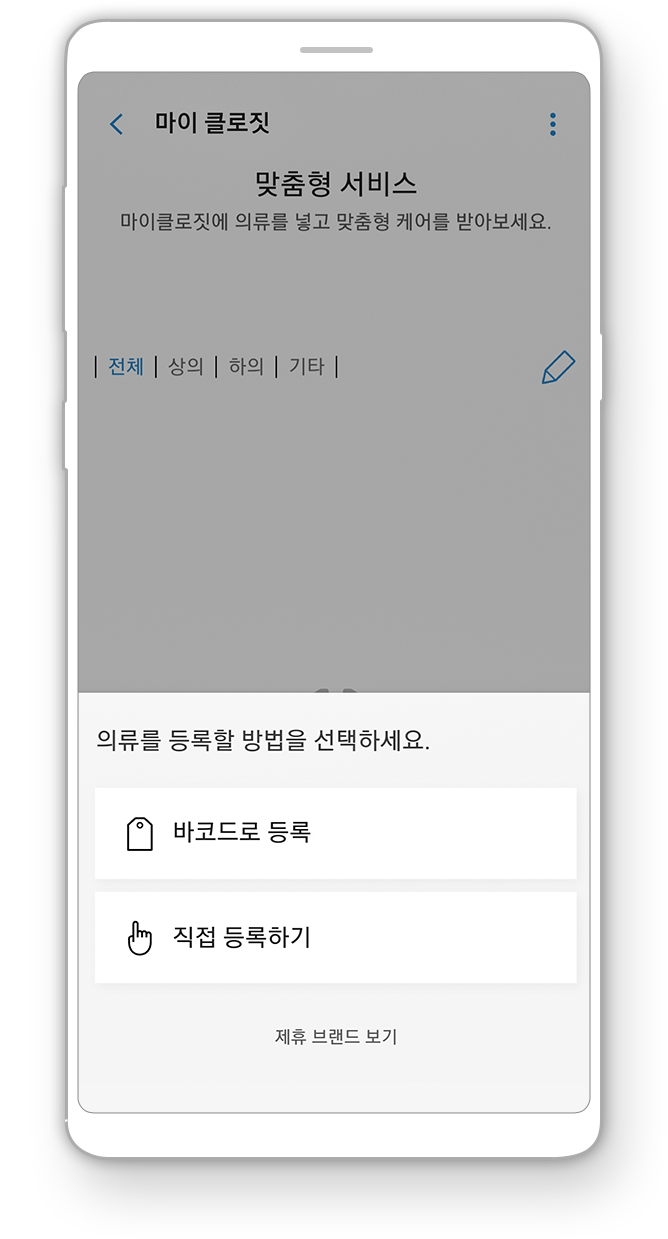 마이 클로짓
맞춤형 서비스
마이클로짓에 의류를 넣고 맞춤형 케어를 받아보세요.
| 전체 | 상의 | 하의 | 기타 |
의류를 등록할 방법을 선택하세요.
바코드로 등록
직접 등록하기
제휴 브랜드 보기